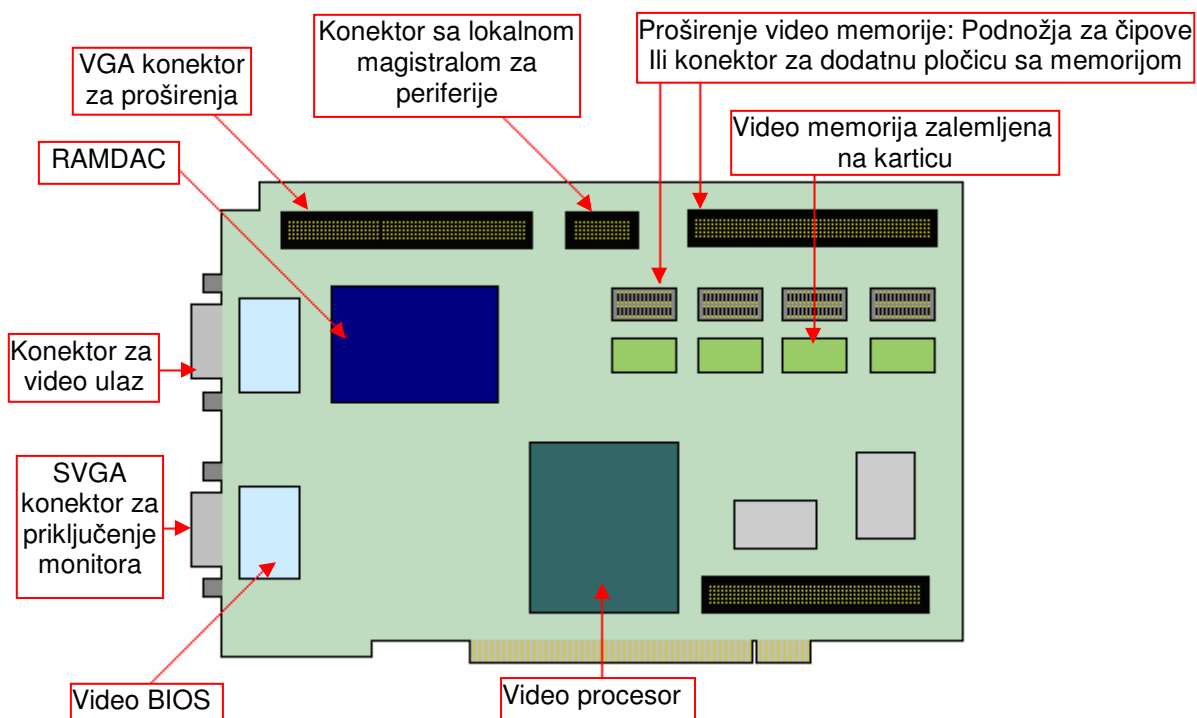 Konektor sa lokalnom
magistralom za
periferije
Proširenje video memorije: Podnožja za čipove
Ili konektor za dodatnu pločicu sa memorijom
VGA konektor
za proširenja
Video memorija zalemljena
na karticu
RAMDAC
Konektor za
video ulaz
SVGA
konektor za
priključenje
monitora
Video BIOS
Video procesor